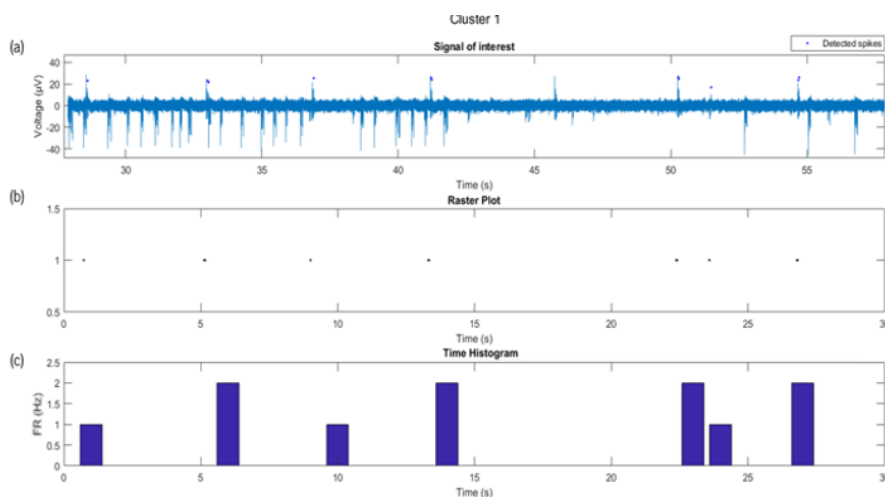 Cluster 1
(a)
Signal of interest
Detected spikes
Voltage (µV)
40
20
0
-20
-40
30 35 40 45 50 55
Time (s)
(b)
Raster Plot
1.5
1
0.5
0 5 10 15 20 25 30
Time (s)
(c)
Time Histogram
FR (Hz)
2.5
2
1.5
1
0.5
0
0 5 10 15 20 25 30
Time (s)